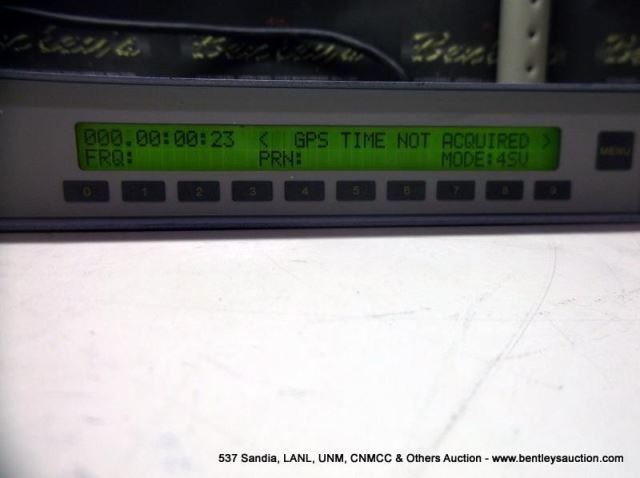 000.00:00:23 < GPS TIME NOT ACQUIRED >
FRQ: PRN: MODE:4SV
MENU
0 1 2 3 4 5 6 7 8 9
537 Sandia, LANL, UNM, CNMCC & Others Auction - www.bentleysauction.com